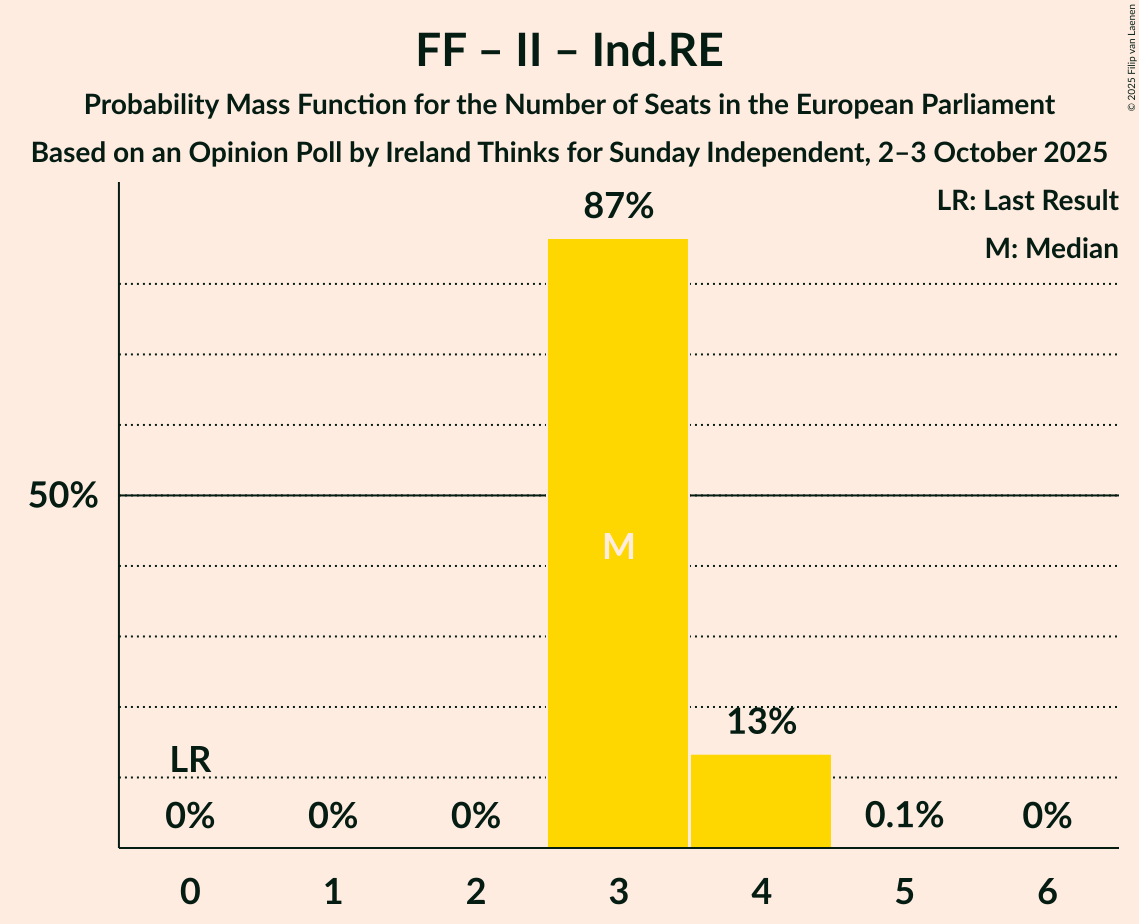 FF – II – Ind.RE
Probability Mass Function for the Number of Seats in the European Parliament
Based on an Opinion Poll by Ireland Thinks for Sunday Independent, 2–3 October 2025
© 2025 Filip van Laenen
LR: Last Result
M: Median
87%
50%
M
13%
LR
0% 0% 0% 0.1% 0%
0 1 2 3 4 5 6